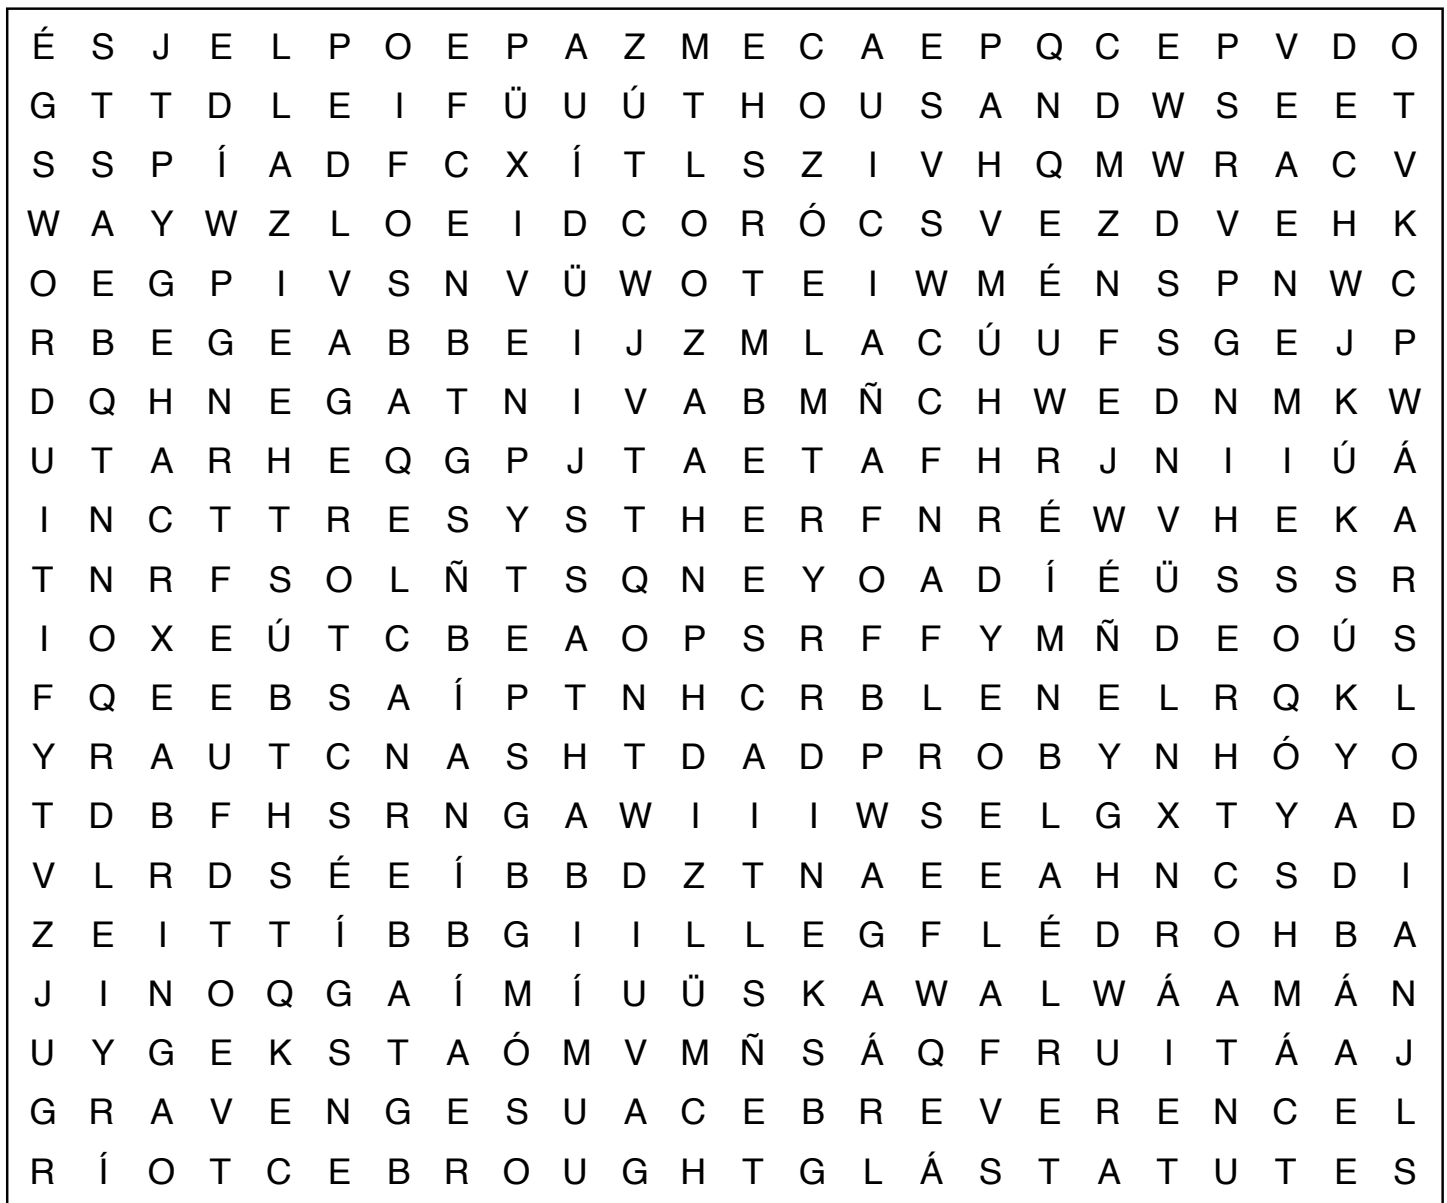 É S J E L P O E P A Z M E C A E P Q C E P V D O
G T T D L E I F Ü U Ú T H O U S A N D W S E E T
S S P Í A D F C X Í T L S Z I V H Q M W R A C V
W A Y W Z L O E I D C O R Ó C S V E Z D V E H K
O E G P I V S N V Ü W O T E I W M É N S P N W C
R B E G E A B B E I J Z M L A C Ú U F S G E J P
D Q H N E G A T N I V A B M Ñ C H W E D N M K W
U T A R H E Q G P J T A E T A F H R J N I I Ú Á
I N C T T R E S Y S T H E R F N R É W V H E K A
T N R F S O L Ñ T S Q N E Y O A D Í É Ü S S S R
I O X E Ú T C B E A O P S R F F Y M Ñ D E O Ú S
F Q E E B S A Í P T N H C R B L E N E L R Q K L
Y R A U T C N A S H T D A D P R O B Y N H Ó Y O
T D B F H S R N G A W I I I W S E L G X T Y A D
V L R D S É E Í B B D Z T N A E E A H N C S D I
Z E I T T Í B B G I I L L E G F L É D R O H B A
J I N O Q G A Í M Í U Ü S K A W A L W Á A M Á N
U Y G E K S T A Ó M V M Ñ S Á Q F R U I T Á A J
G R A V E N G E S U A C E B R E V E R E N C E L
R Í O T C E B R O U G H T G L Á S T A T U T E S